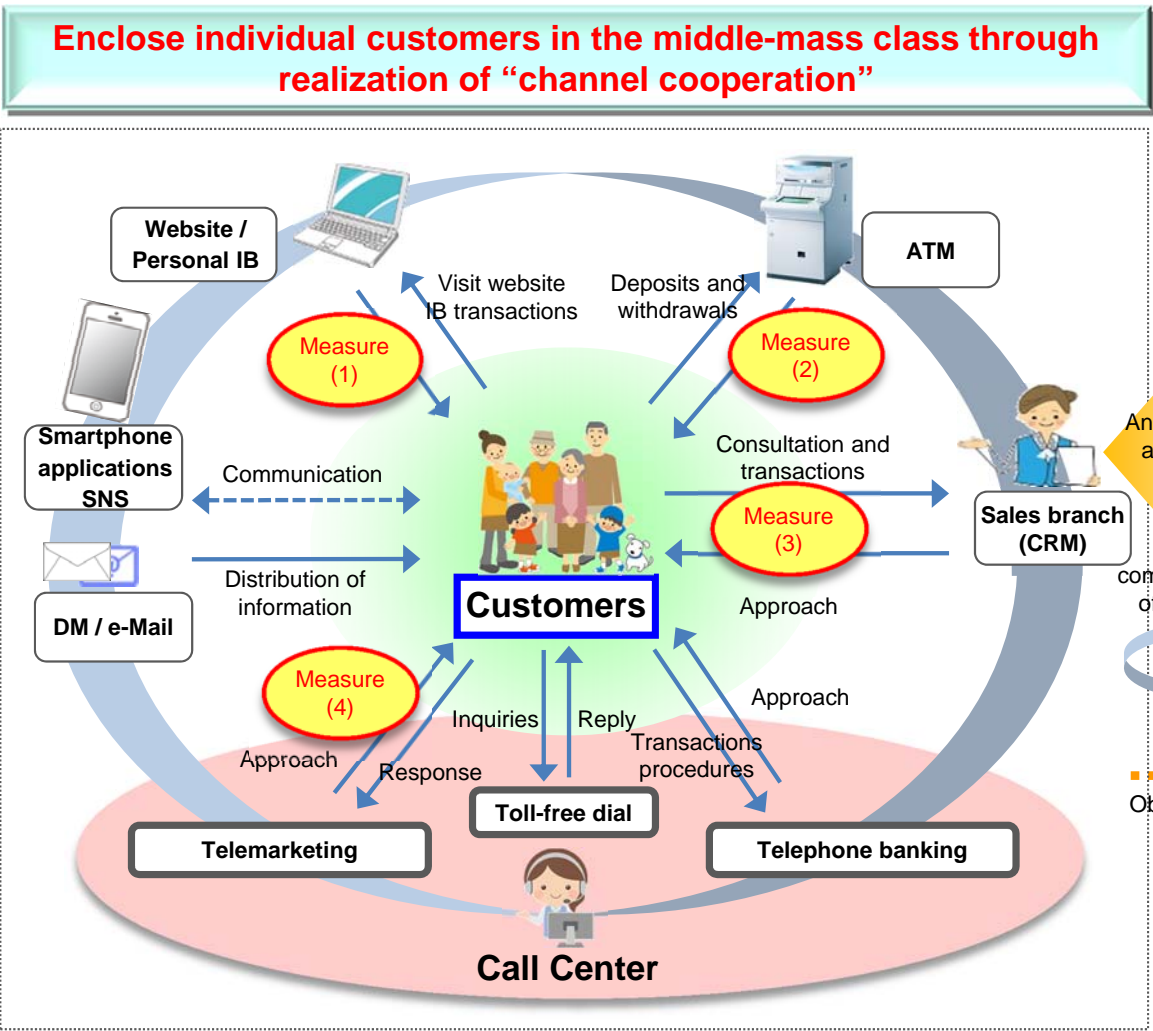 Enclose individual customers in the middle-mass class through
realization of “channel cooperation”
Website /
Personal IB
ATM
Visit website
IB transactions
Deposits and
withdrawals
Measure
(1)
Measure
(2)
Smartphone
applications
SNS
Communication
Consultation and
transactions
Measure
(3)
Sales branch
(CRM)
An
a
com
of
Distribution of
information
DM / e-Mail
Customers
Approach
Measure
(4)
Approach
Inquiries
Reply
Transactions
procedures
Approach
Response
Toll-free dial
Telemarketing
Telephone banking
Call Center